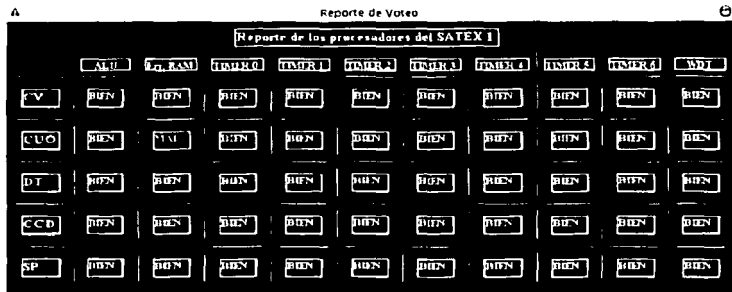 Reporte de Voteo
Reporte de los procesadores del SATEX 1
ALU RAM TIMER 0 TIMER 1 TIMER 2 TIMER 3 TIMER 4 TIMER 5 TIMER 6 WDT
CV BIEN BIEN BIEN BIEN BIEN BIEN BIEN BIEN BIEN BIEN
CUO BIEN MAL BIEN BIEN BIEN BIEN BIEN BIEN BIEN BIEN
DT BIEN BIEN BIEN BIEN BIEN BIEN BIEN BIEN BIEN BIEN
CCD BIEN BIEN BIEN BIEN BIEN BIEN BIEN BIEN BIEN BIEN
SP BIEN BIEN BIEN BIEN BIEN BIEN BIEN BIEN BIEN BIEN